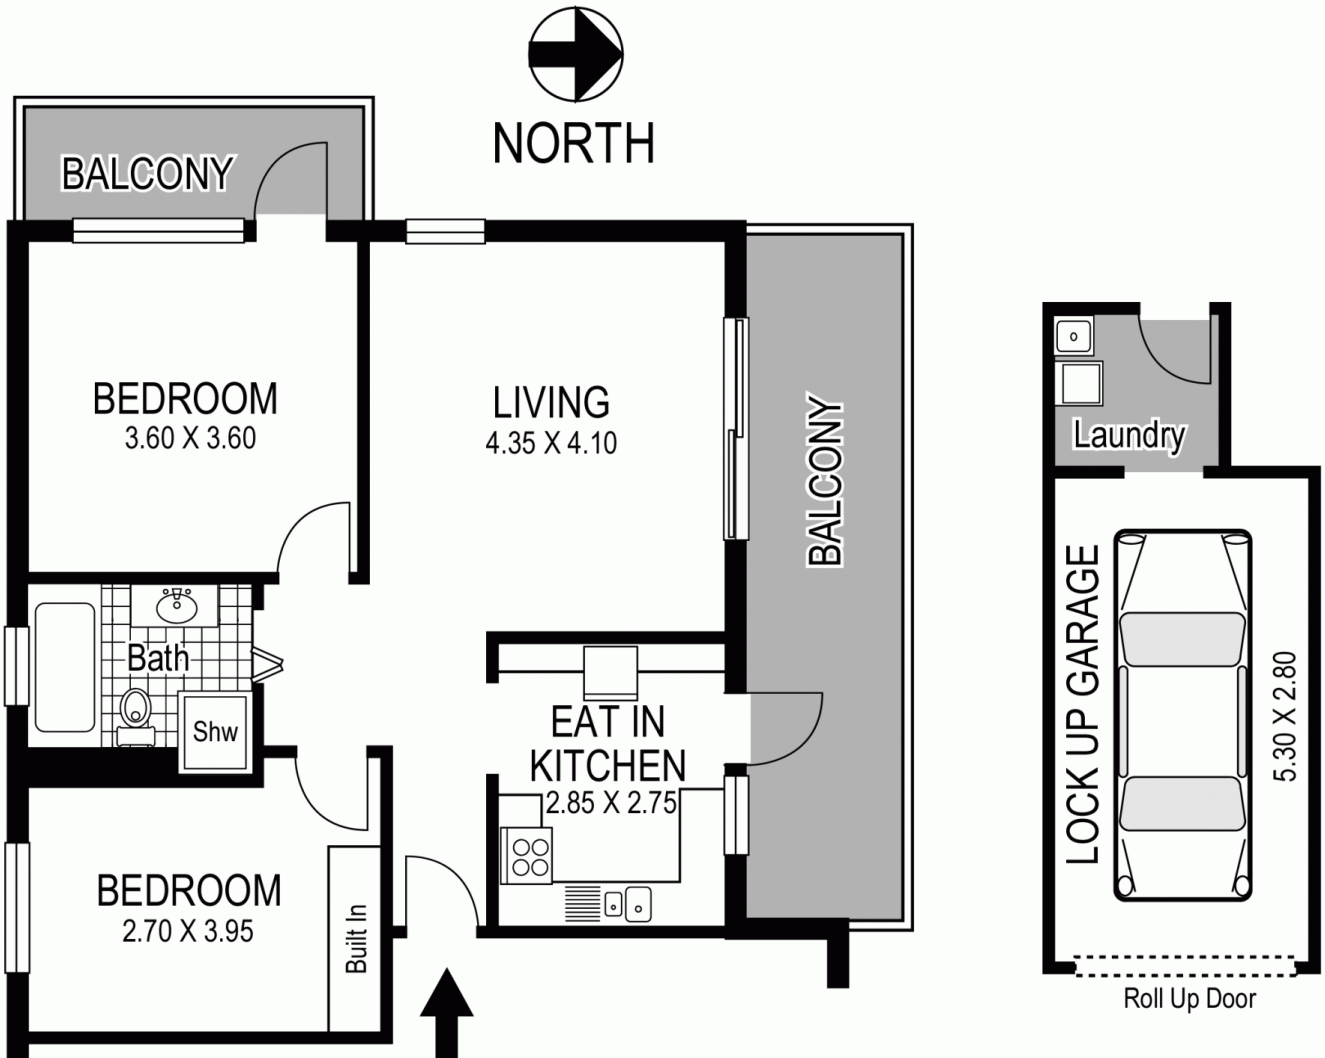 NORTH
BALCONY
BEDROOM
3.60 X 3.60
LIVING
4.35 X 4.10
BALCONY
Bath
Shw
EAT IN
KITCHEN
2.85 X 2.75
BEDROOM
2.70 X 3.95
Built In
Laundry
LOCK UP GARAGE
5.30 X 2.80
Roll Up Door